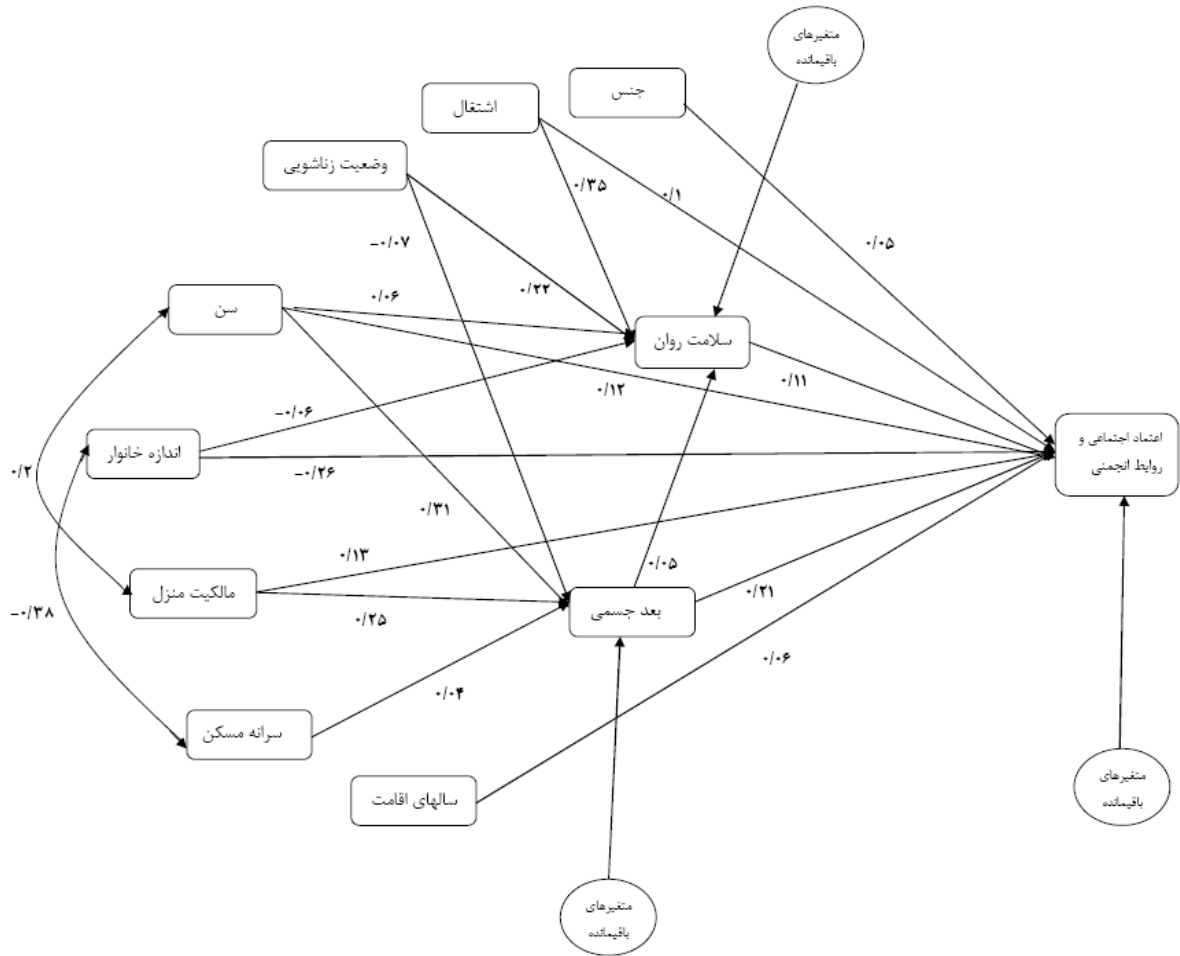 متغیرهای
باقیمانده
جنس
اشتغال
وضعیت زناشویی
۰/۳۵
۰/۱
۰/۰۵
-۰/۰۷
۰/۲۲
۰/۰۶
سن
سلامت روان
۰/۱۱
۰/۱۲
-۰/۰۶
اندازه خانوار
اعتماد اجتماعی و
روابط انجمنی
۰/۲
-۰/۲۶
۰/۳۱
۰/۱۳
۰/۰۵
مالکیت منزل
-۰/۳۸
۰/۲۵
بعد جسمی
۰/۲۱
۰/۰۶
۰/۰۴
سرانه مسکن
سالهای اقامت
متغیرهای
باقیمانده
متغیرهای
باقیمانده